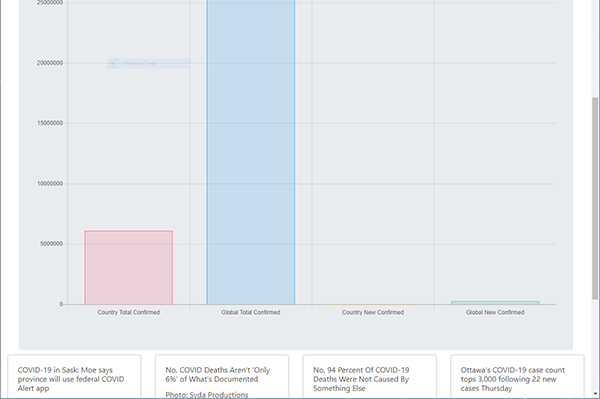 25000000
20000000
15000000
10000000
5000000
0
Country Total Confirmed
Global Total Confirmed
Country New Confirmed
Global New Confirmed
COVID-19 in Sask: Moe says
province will use federal COVID
Alert app
No, COVID Deaths Aren't 'Only
6%' of What's Documented
Photo: Syda Productions
No, 94 Percent Of COVID-19
Deaths Were Not Caused By
Something Else
Ottawa's COVID-19 case count
tops 3,000 following 22 new
cases Thursday